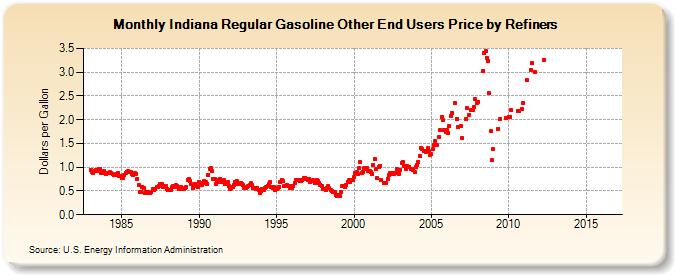 Monthly Indiana Regular Gasoline Other End Users Price by Refiners
Dollars per Gallon
3.5
3.0
2.5
2.0
1.5
1.0
0.5
0.0
1985 1990 1995 2000 2005 2010 2015
Source: U.S. Energy Information Administration